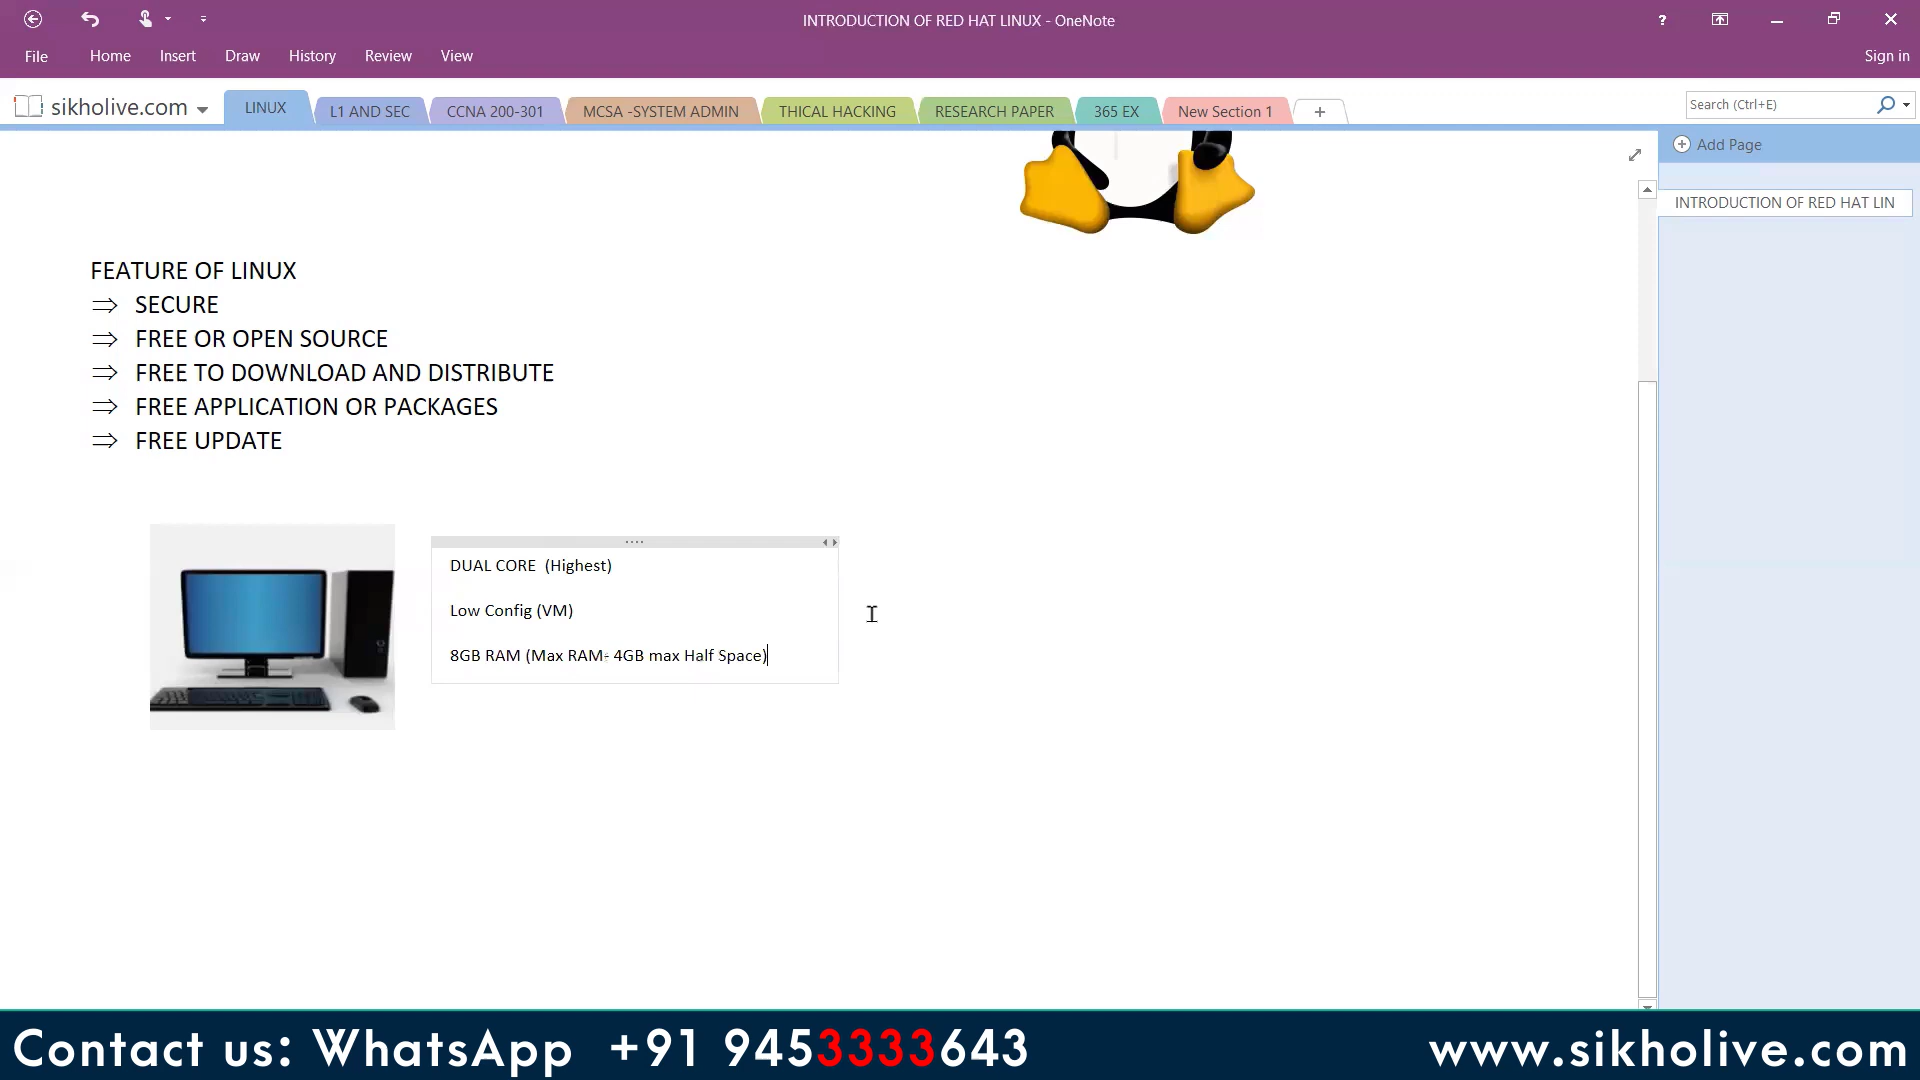 INTRODUCTION OF RED HAT LINUX - OneNote
?
File Home Insert Draw History Review View
Sign in
sikholive.com
LINUX
L1 AND SEC
CCNA 200-301
MCSA -SYSTEM ADMIN
THICAL HACKING
RESEARCH PAPER
365 EX
New Section 1
+
Search (Ctrl+E)
Add Page
INTRODUCTION OF RED HAT LIN
FEATURE OF LINUX
⇒ SECURE
⇒ FREE OR OPEN SOURCE
⇒ FREE TO DOWNLOAD AND DISTRIBUTE
⇒ FREE APPLICATION OR PACKAGES
⇒ FREE UPDATE
DUAL CORE (Highest)
Low Config (VM)
8GB RAM (Max RAM- 4GB max Half Space)
Contact us: WhatsApp +91 9453333643
www.sikholive.com